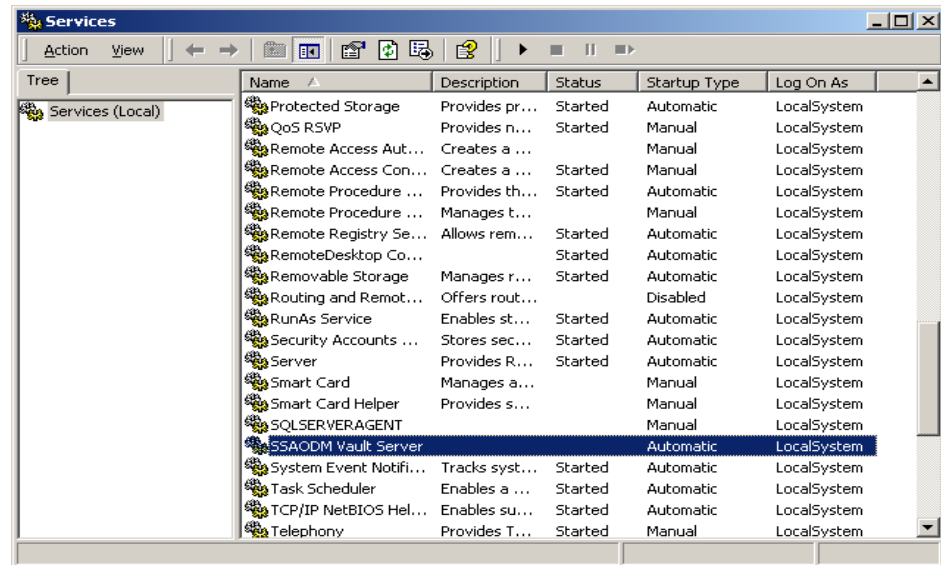 Services
Action View
Tree
Services (Local)
Name Description Status Startup Type Log On As
Protected Storage Provides pr... Started Automatic LocalSystem
QoS RSVP Provides n... Started Manual LocalSystem
Remote Access Aut... Creates a ... Manual LocalSystem
Remote Access Con... Creates a ... Started Manual LocalSystem
Remote Procedure ... Provides th... Started Automatic LocalSystem
Remote Procedure ... Manages t... Manual LocalSystem
Remote Registry Se... Allows rem... Started Automatic LocalSystem
RemoteDesktop Co... Started Automatic LocalSystem
Removable Storage Manages r... Started Automatic LocalSystem
Routing and Remot... Offers rout... Disabled LocalSystem
RunAs Service Enables st... Started Automatic LocalSystem
Security Accounts ... Stores sec... Started Automatic LocalSystem
Server Provides R... Started Automatic LocalSystem
Smart Card Manages a... Manual LocalSystem
Smart Card Helper Provides s... Manual LocalSystem
SQLSERVERAGENT Manual LocalSystem
SSAODM Vault Server Automatic LocalSystem
System Event Notifi... Tracks syst... Started Automatic LocalSystem
Task Scheduler Enables a ... Started Automatic LocalSystem
TCP/IP NetBIOS Hel... Enables su... Started Automatic LocalSystem
Telephony Provides T... Started Manual LocalSystem